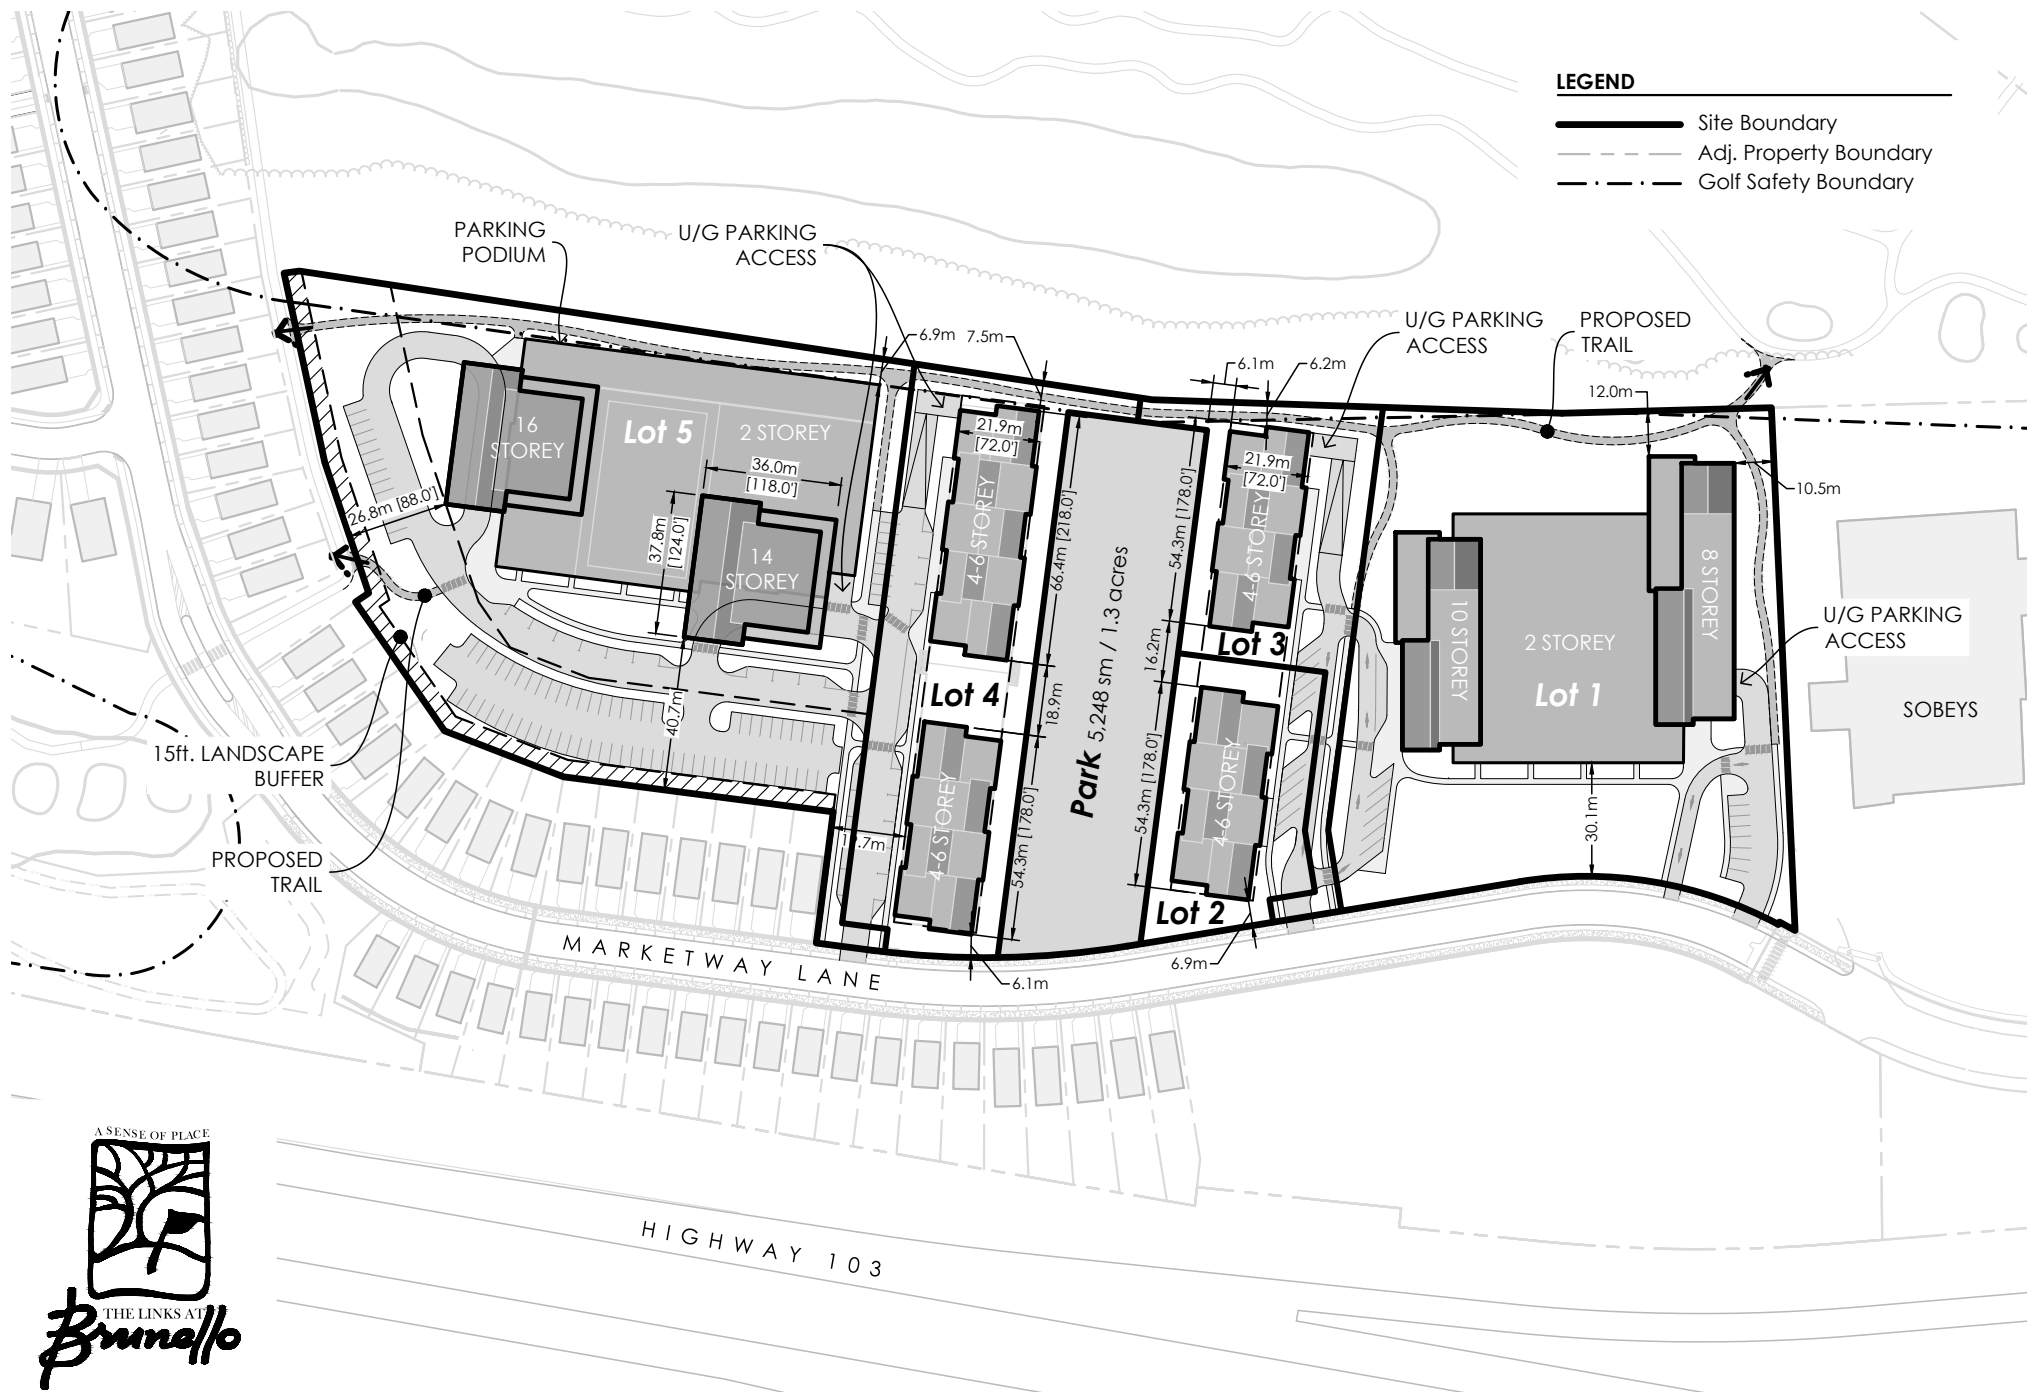 LEGEND
Site Boundary
Adj. Property Boundary
Golf Safety Boundary
PARKING
PODIUM
U/G PARKING
ACCESS
6.9m
7.5m
U/G PARKING
ACCESS
PROPOSED
TRAIL
6.1m
6.2m
12.0m
16
STOREY
Lot 5
2 STOREY
36.0m
[118.0']
37.8m
[124.0']
14
STOREY
26.8m [88.0']
40.7m
21.9m
[72.0']
4-6 STOREY
66.4m [218.0']
Lot 4
18.9m
4-6 STOREY
54.3m [178.0']
Park 5,248 sm / 1.3 acres
54.3m [178.0']
21.9m
[72.0']
4-6 STOREY
Lot 3
16.2m
54.3m [178.0']
4-6 STOREY
Lot 2
6.9m
6.1m
10 STOREY
2 STOREY
Lot 1
8 STOREY
10.5m
30.1m
U/G PARKING
ACCESS
SOBEYS
15ft. LANDSCAPE
BUFFER
PROPOSED
TRAIL
MARKETWAY LANE
HIGHWAY 103
A SENSE OF PLACE
THE LINKS AT
Brunello